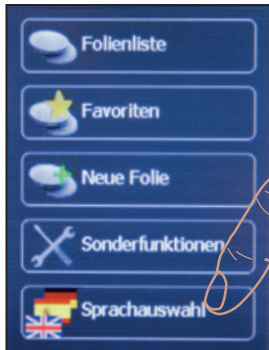 Folienliste
Favoriten
Neue Folie
Sonderfunktionen
Sprachauswahl